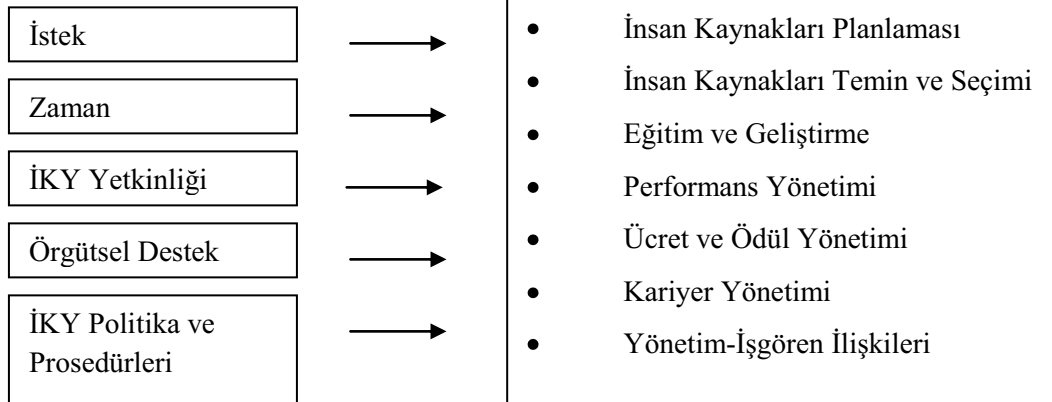 İstek
Zaman
İKY Yetkinliği
Örgütsel Destek
İKY Politika ve
Prosedürleri
• İnsan Kaynakları Planlaması
• İnsan Kaynakları Temin ve Seçimi
• Eğitim ve Geliştirme
• Performans Yönetimi
• Ücret ve Ödül Yönetimi
• Kariyer Yönetimi
• Yönetim-İşgören İlişkileri